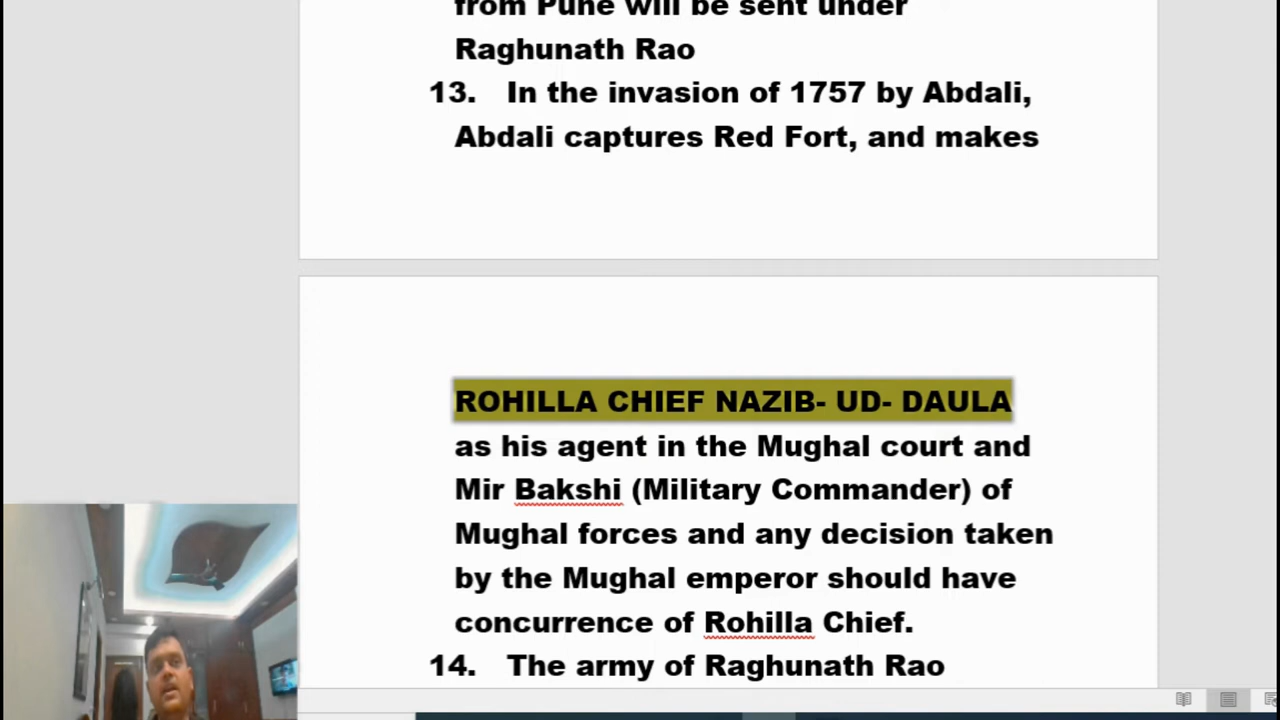 from Pune will be sent under
Raghunath Rao
13. In the invasion of 1757 by Abdali,
Abdali captures Red Fort, and makes
ROHILLA CHIEF NAZIB- UD- DAULA
as his agent in the Mughal court and
Mir Bakshi (Military Commander) of
Mughal forces and any decision taken
by the Mughal emperor should have
concurrence of Rohilla Chief.
14. The army of Raghunath Rao